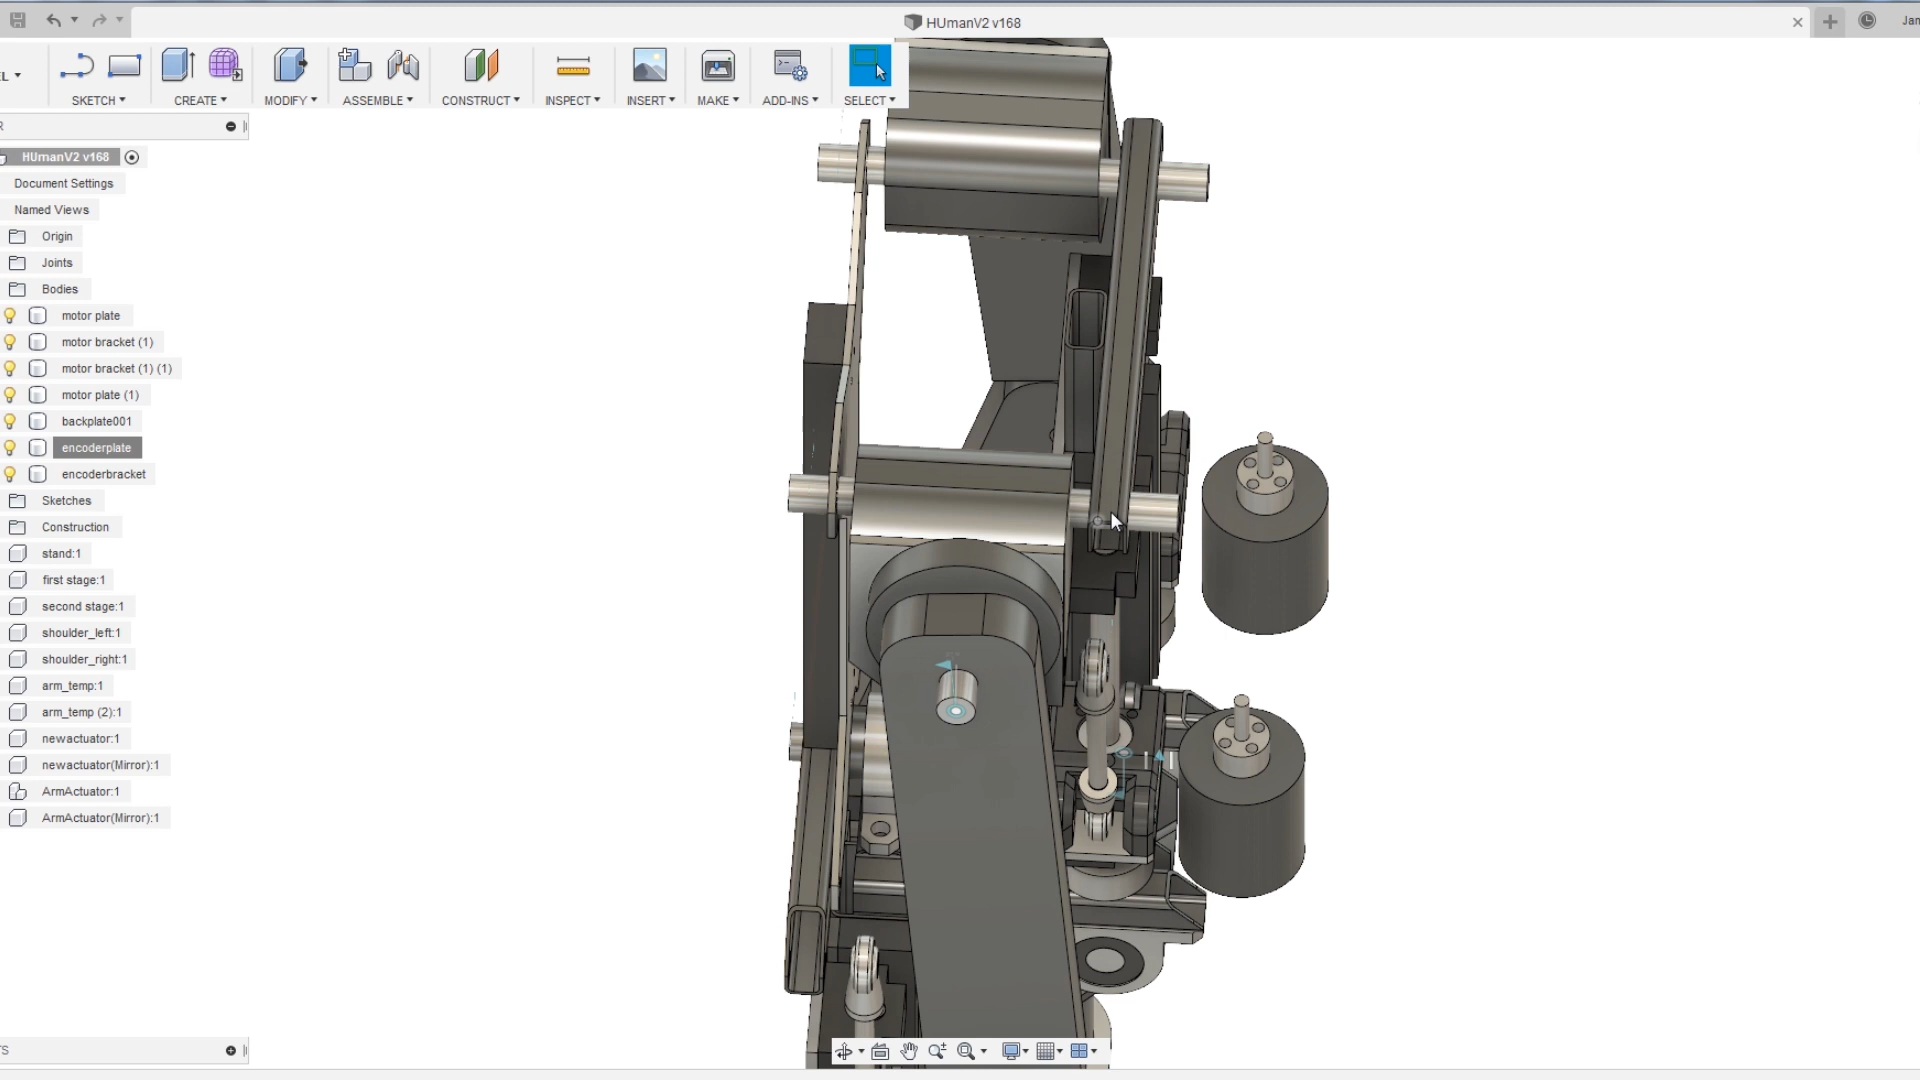 HUmanV2 v168
Jan
EL
SKETCH
CREATE
MODIFY
ASSEMBLE
CONSTRUCT
INSPECT
INSERT
MAKE
ADD-INS
SELECT
R
HUmanV2 v168
Document Settings
Named Views
Origin
Joints
Bodies
motor plate
motor bracket (1)
motor bracket (1) (1)
motor plate (1)
backplate001
encoderplate
encoderbracket
Sketches
Construction
stand:1
first stage:1
second stage:1
shoulder_left:1
shoulder_right:1
arm_temp:1
arm_temp (2):1
newactuator:1
newactuator(Mirror):1
ArmActuator:1
ArmActuator(Mirror):1
TS